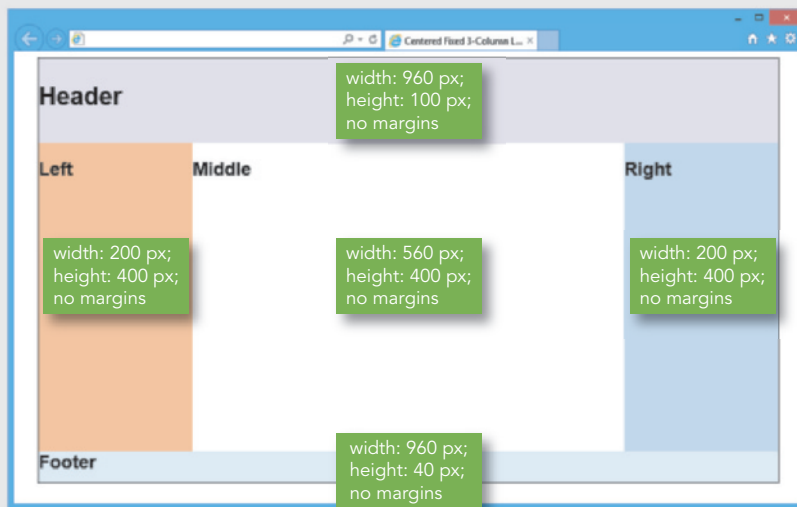 Centered Fixed 3-Column L...
Header
width: 960 px;
height: 100 px;
no margins
Left
Middle
Right
width: 200 px;
height: 400 px;
no margins
width: 560 px;
height: 400 px;
no margins
width: 200 px;
height: 400 px;
no margins
Footer
width: 960 px;
height: 40 px;
no margins